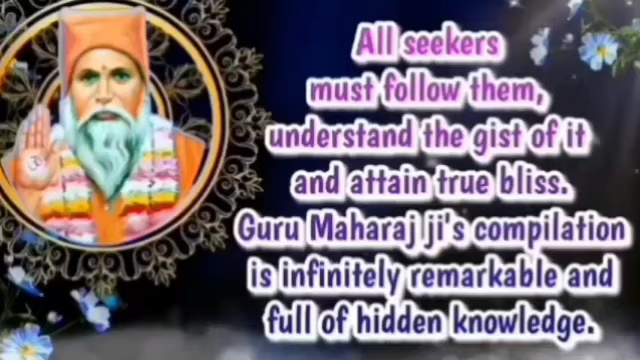 All seekers
must follow them,
understand the gist of it
and attain true bliss.
Guru Maharaj ji's compilation
is infinitely remarkable and
full of hidden knowledge.
ॐ